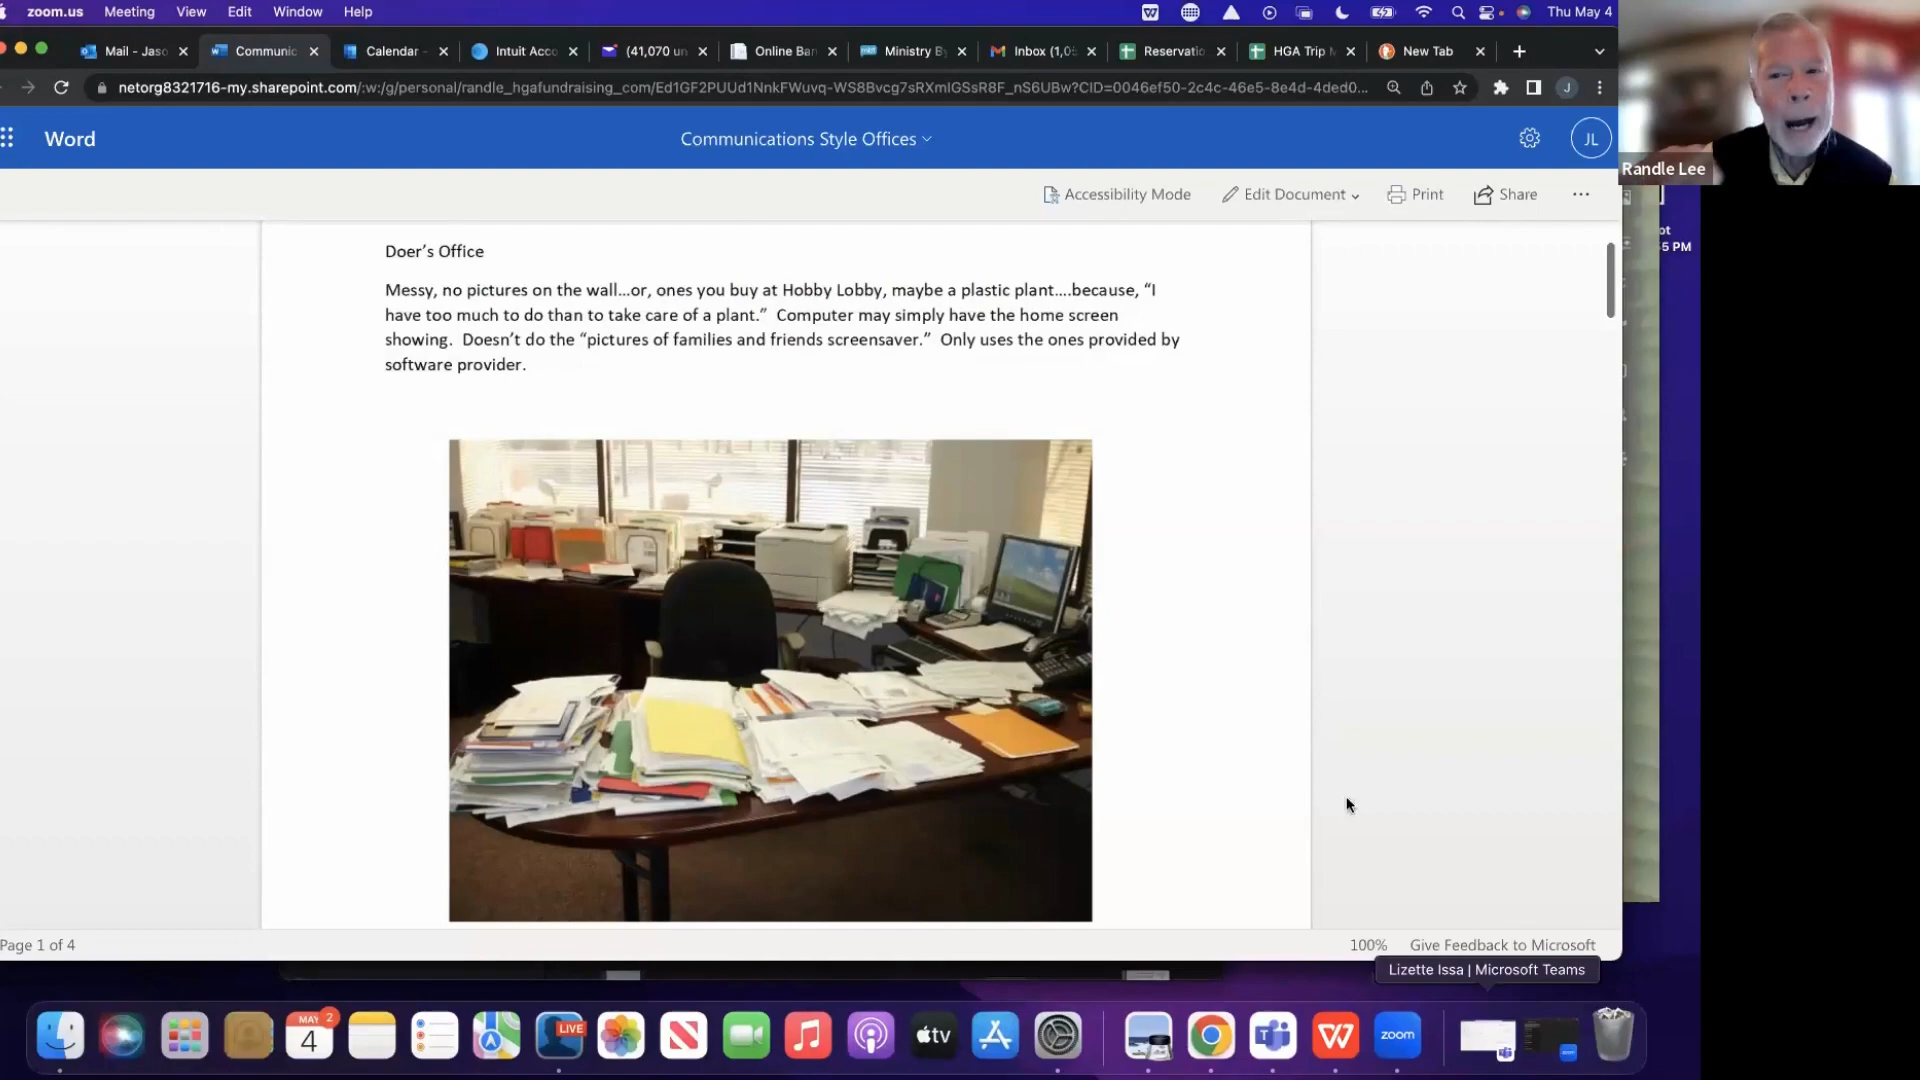 zoom.us Meeting View Edit Window Help Thu May 4
Mail - Jaso Communic Calendar - Intuit Acco (41,070 un Online Ban Ministry By Inbox (1,0 Reservatio HGA Trip M New Tab
netorg8321716-my.sharepoint.com/:w:/g/personal/randle_hgafundraising_com/Ed1GF2PUUd1NnkFWuvq-WS8Bvcg7sRXmIGSsR8F_nS6UBw?CID=0046ef50-2c4c-46e5-8e4d-4ded0... J
Word Communications Style Offices JL
Randle Lee
Accessibility Mode Edit Document Print Share ...
5 PM
Doer’s Office
Messy, no pictures on the wall…or, ones you buy at Hobby Lobby, maybe a plastic plant….because, “I
have too much to do than to take care of a plant.” Computer may simply have the home screen
showing. Doesn’t do the “pictures of families and friends screensaver.” Only uses the ones provided by
software provider.
Page 1 of 4 100% Give Feedback to Microsoft
Lizette Issa | Microsoft Teams
MAY 2
4
LIVE
tv
zoom